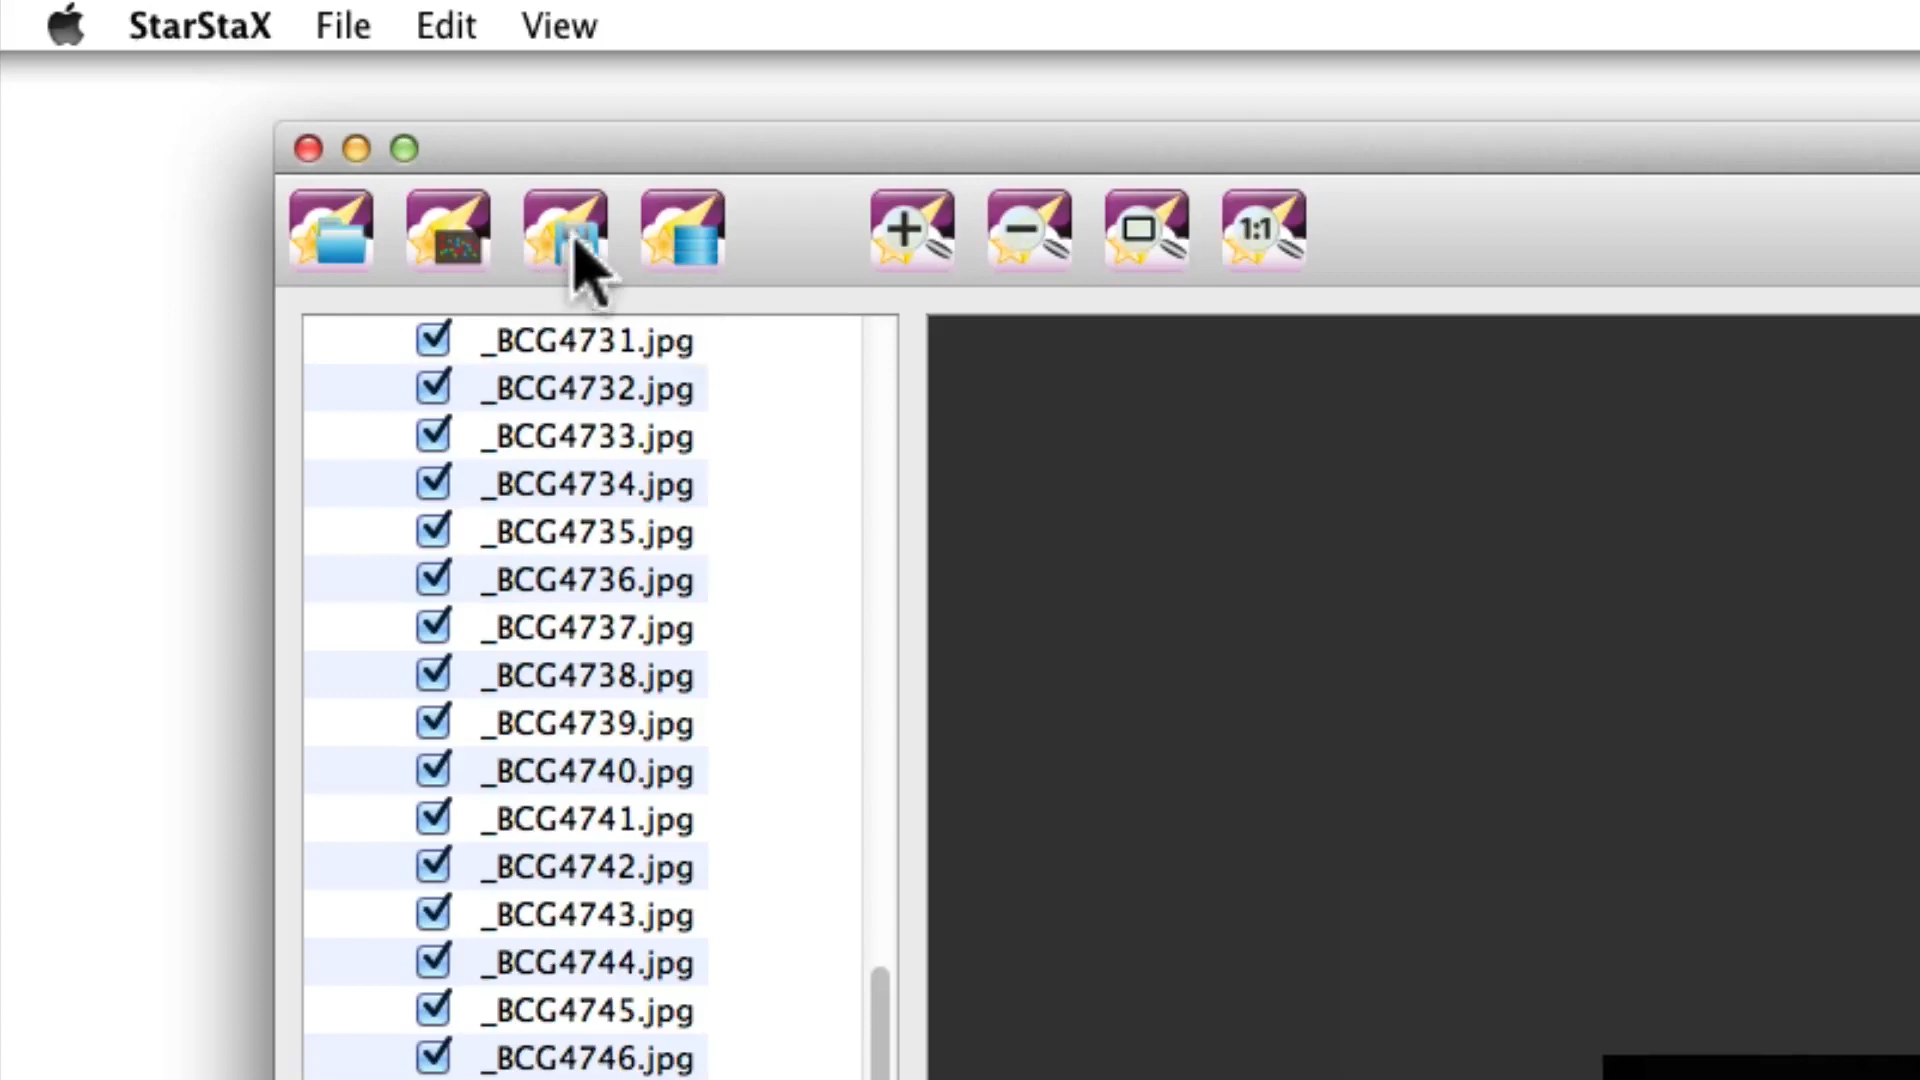 StarStaX File Edit View
1:1
_BCG4731.jpg
_BCG4732.jpg
_BCG4733.jpg
_BCG4734.jpg
_BCG4735.jpg
_BCG4736.jpg
_BCG4737.jpg
_BCG4738.jpg
_BCG4739.jpg
_BCG4740.jpg
_BCG4741.jpg
_BCG4742.jpg
_BCG4743.jpg
_BCG4744.jpg
_BCG4745.jpg
_BCG4746.jpg